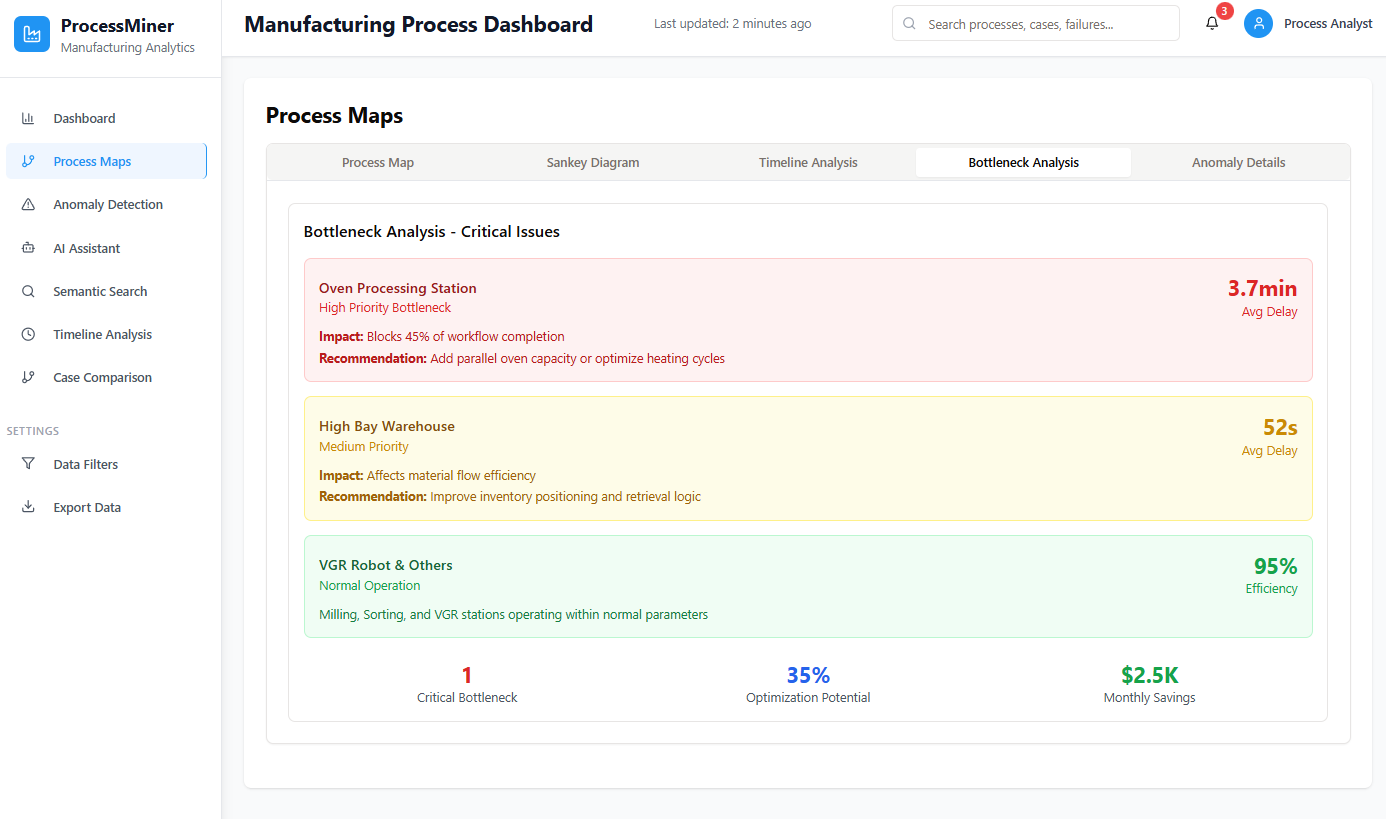 ProcessMiner
Manufacturing Analytics
Manufacturing Process Dashboard
Last updated: 2 minutes ago
Search processes, cases, failures...
3
Process Analyst
Dashboard
Process Maps
Anomaly Detection
AI Assistant
Semantic Search
Timeline Analysis
Case Comparison
SETTINGS
Data Filters
Export Data
Process Maps
Process Map
Sankey Diagram
Timeline Analysis
Bottleneck Analysis
Anomaly Details
Bottleneck Analysis - Critical Issues
Oven Processing Station
High Priority Bottleneck
3.7min
Avg Delay
Impact: Blocks 45% of workflow completion
Recommendation: Add parallel oven capacity or optimize heating cycles
High Bay Warehouse
Medium Priority
52s
Avg Delay
Impact: Affects material flow efficiency
Recommendation: Improve inventory positioning and retrieval logic
VGR Robot & Others
Normal Operation
95%
Efficiency
Milling, Sorting, and VGR stations operating within normal parameters
1
Critical Bottleneck
35%
Optimization Potential
$2.5K
Monthly Savings